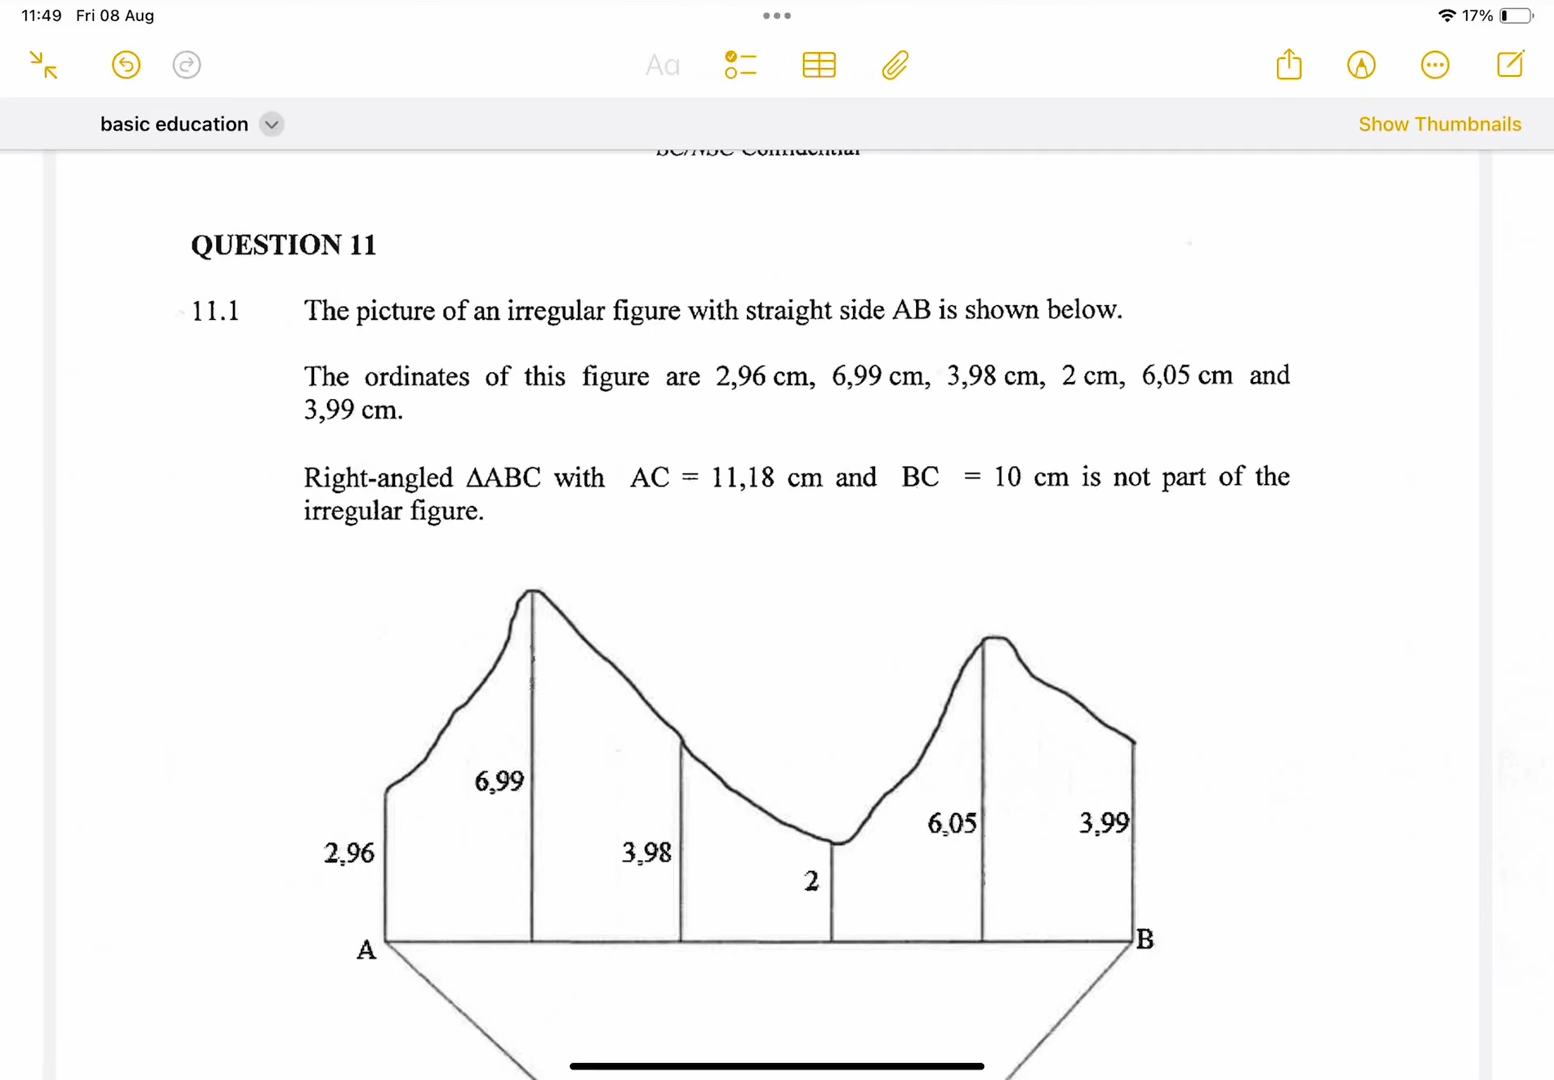 11:49 Fri 08 Aug
17%
Aa
basic education
Show Thumbnails
QUESTION 11
11.1 The picture of an irregular figure with straight side AB is shown below.
The ordinates of this figure are 2,96 cm, 6,99 cm, 3,98 cm, 2 cm, 6,05 cm and
3,99 cm.
Right-angled ΔABC with AC = 11,18 cm and BC = 10 cm is not part of the
irregular figure.
6,99
2,96
3,98
2
6,05
3,99
A
B